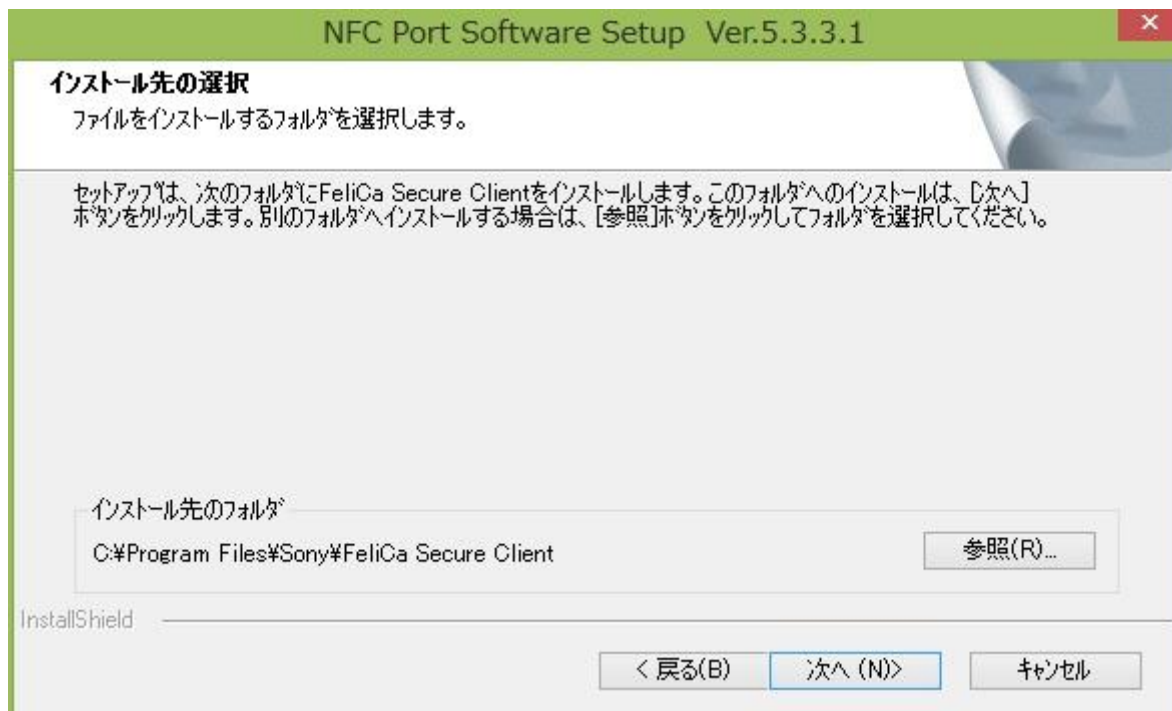 NFC Port Software Setup Ver.5.3.3.1
インストール先の選択
ファイルをインストールするフォルダを選択します。
セットアップは、次のフォルダにFeliCa Secure Clientをインストールします。このフォルダへのインストールは、[次へ]
ボタンをクリックします。別のフォルダへインストールする場合は、[参照]ボタンをクリックしてフォルダを選択してください。
インストール先のフォルダ
C:¥Program Files¥Sony¥FeliCa Secure Client
参照(R)...
InstallShield
< 戻る(B)
次へ (N)>
キャンセル